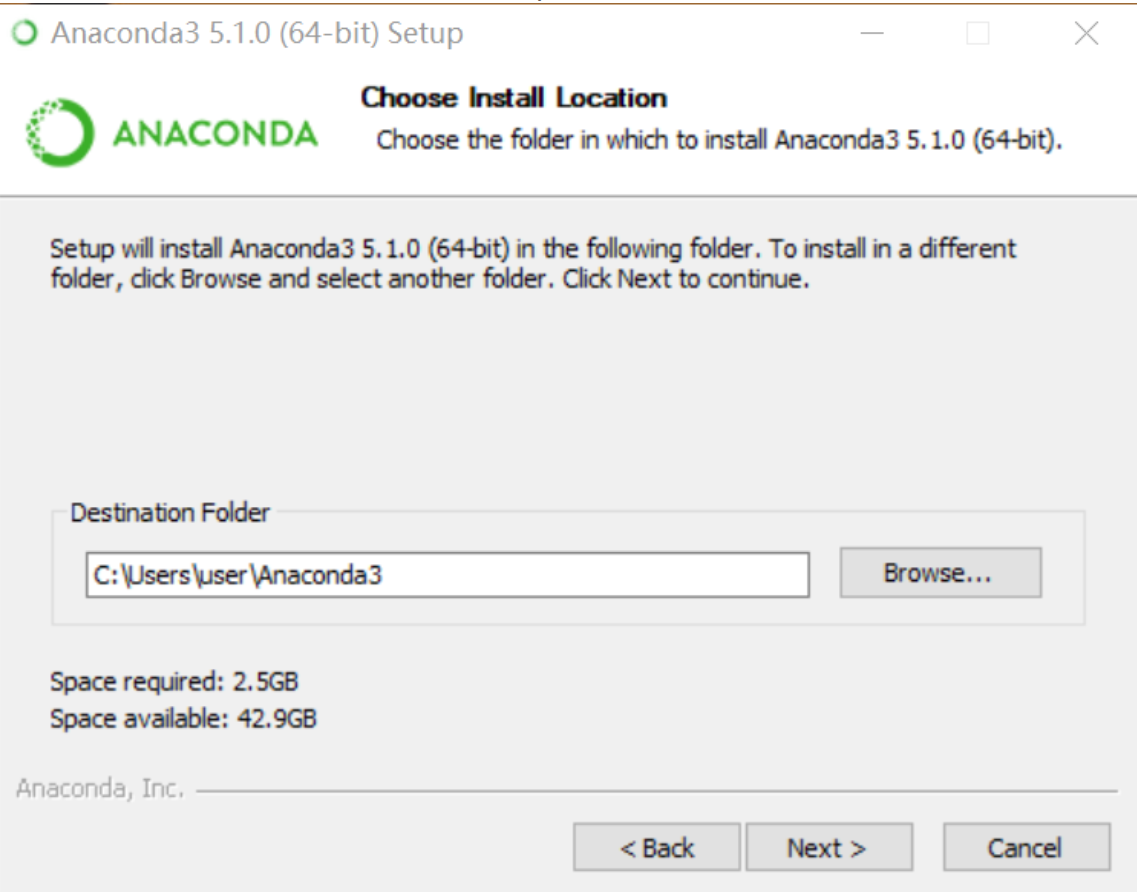 Anaconda3 5.1.0 (64-bit) Setup
Choose Install Location
ANACONDA
Choose the folder in which to install Anaconda3 5.1.0 (64-bit).
Setup will install Anaconda3 5.1.0 (64-bit) in the following folder. To install in a different
folder, click Browse and select another folder. Click Next to continue.
Destination Folder
C:\Users\user\Anaconda3
Browse...
Space required: 2.5GB
Space available: 42.9GB
Anaconda, Inc.
< Back
Next >
Cancel